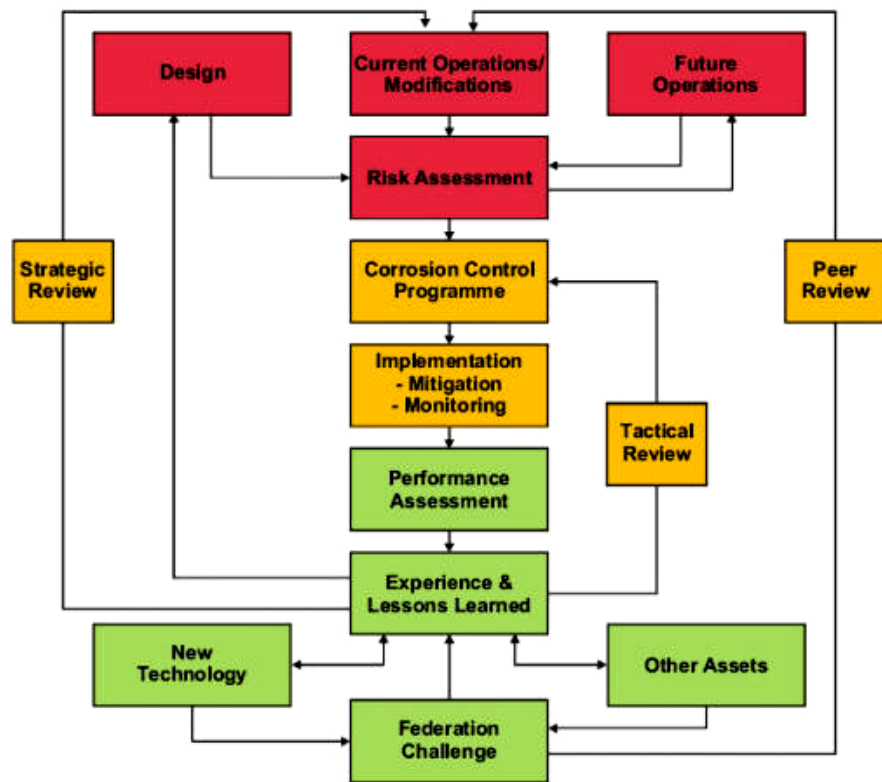 Design
Current Operations/
Modifications
Future
Operations
Risk Assessment
Strategic
Review
Corrosion Control
Programme
Peer
Review
Implementation
- Mitigation
- Monitoring
Tactical
Review
Performance
Assessment
Experience &
Lessons Learned
New
Technology
Other Assets
Federation
Challenge